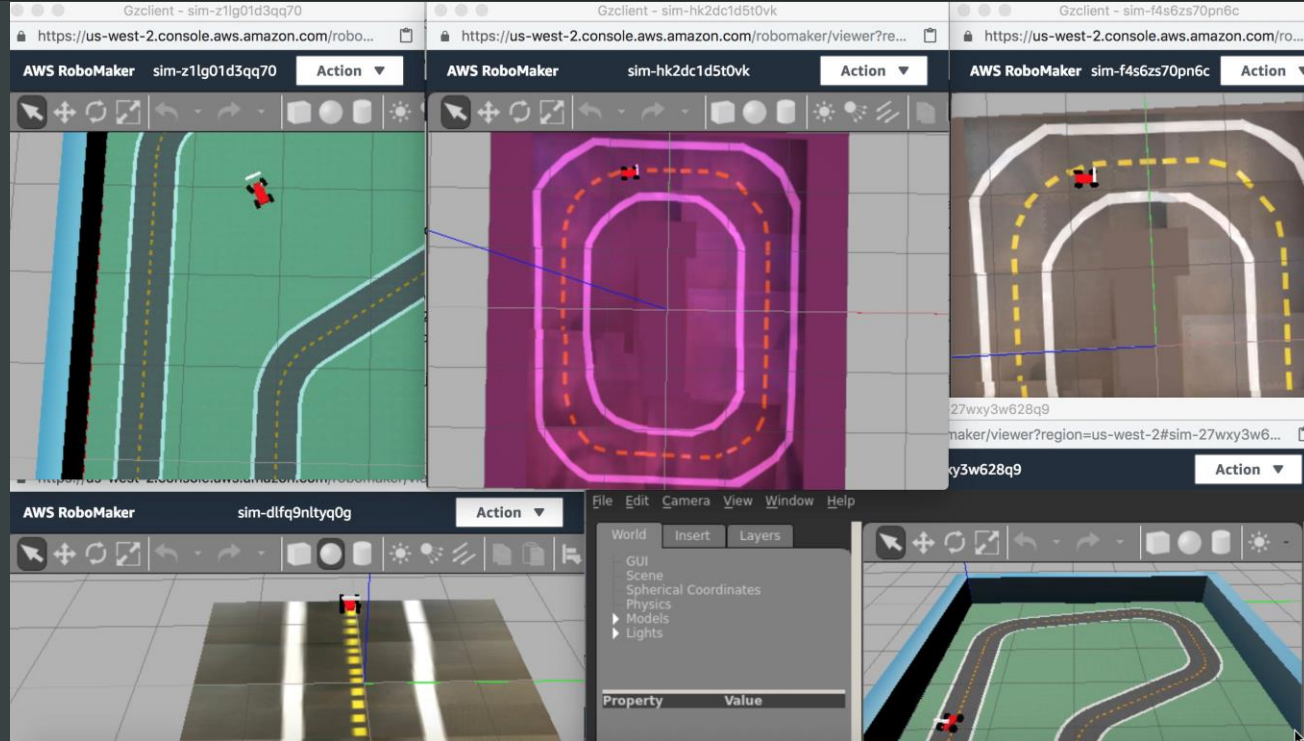 Gzclient - sim-z1lg01d3qq70
https://us-west-2.console.aws.amazon.com/robo...
AWS RoboMaker sim-z1lg01d3qq70 Action
Gzclient - sim-hk2dc1d5t0vk
https://us-west-2.console.aws.amazon.com/robomaker/viewer?re...
AWS RoboMaker sim-hk2dc1d5t0vk Action
Gzclient - sim-f4s6zs70pn6c
https://us-west-2.console.aws.amazon.com/ro...
AWS RoboMaker sim-f4s6zs70pn6c Action
27wxy3w628q9
maker/viewer?region=us-west-2#sim-27wxy3w6...
xy3w628q9 Action
AWS RoboMaker sim-dlfq9nltyq0g Action
File Edit Camera View Window Help
World Insert Layers
GUI
Scene
Spherical Coordinates
Physics
Models
Lights
Property Value